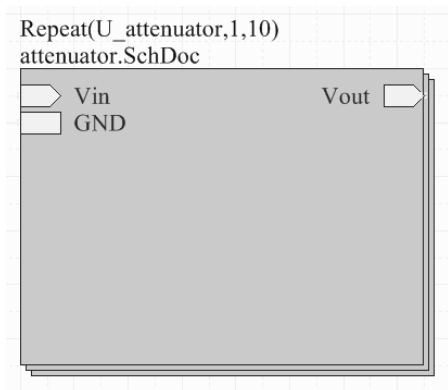 Repeat(U_attenuator,1,10)
attenuator.SchDoc
Vin Vout
GND